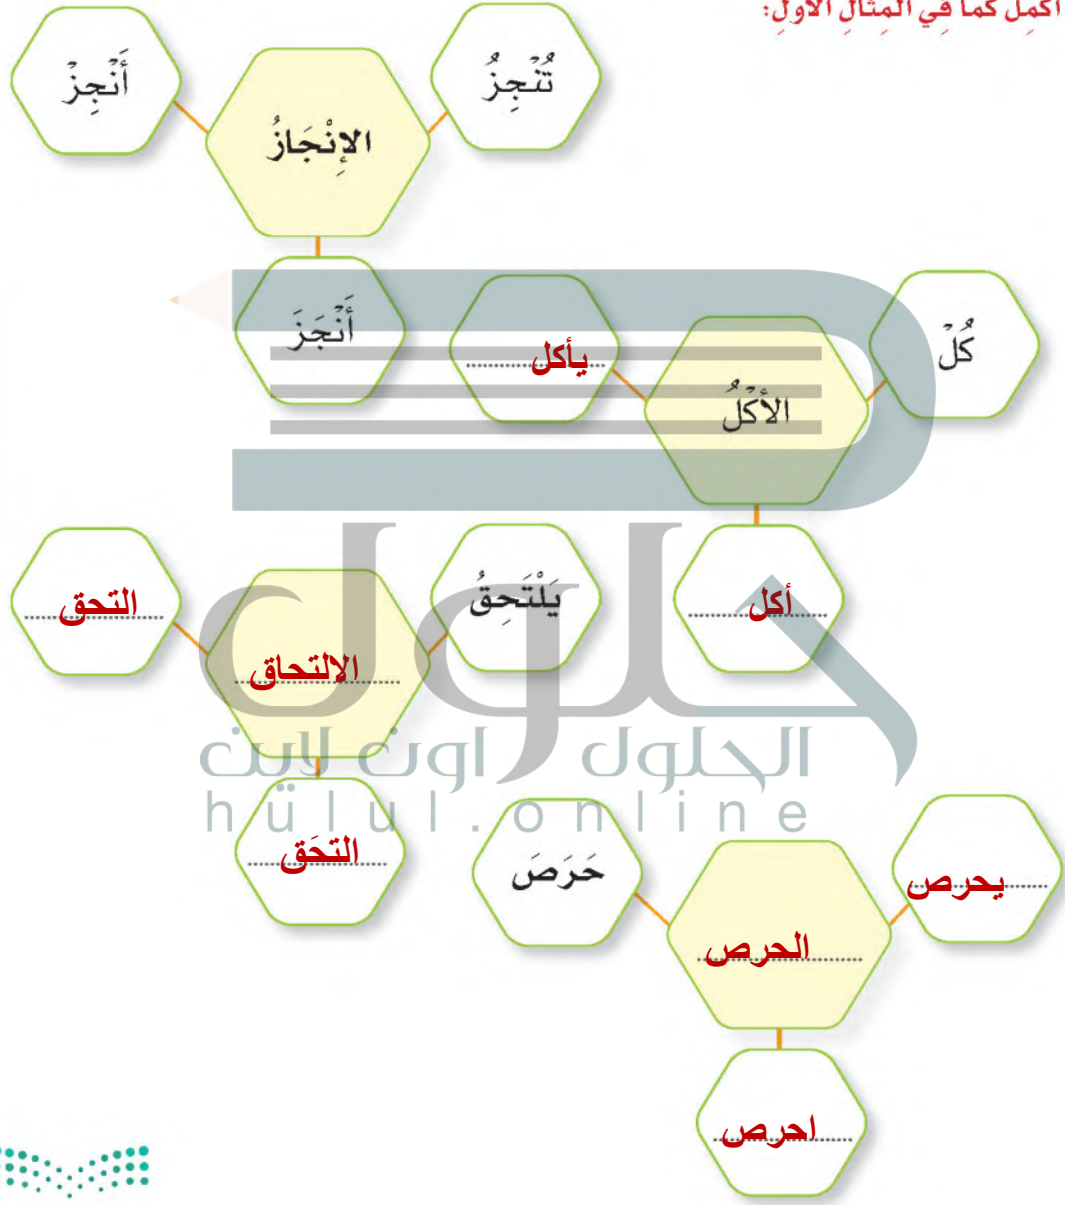 أكمل كما في المثال الأول:
تُنْجِزُ
أَنْجِزْ
الإِنْجَازُ
أَنْجَزَ
كُلْ
يأكل
الأَكْلُ
أكل
يَلْتَحِقُ
التحق
الالتحاق
التحَق
الحلول اون لاين
hulul.online
حَرَصَ
يحرص
الحرص
احرص